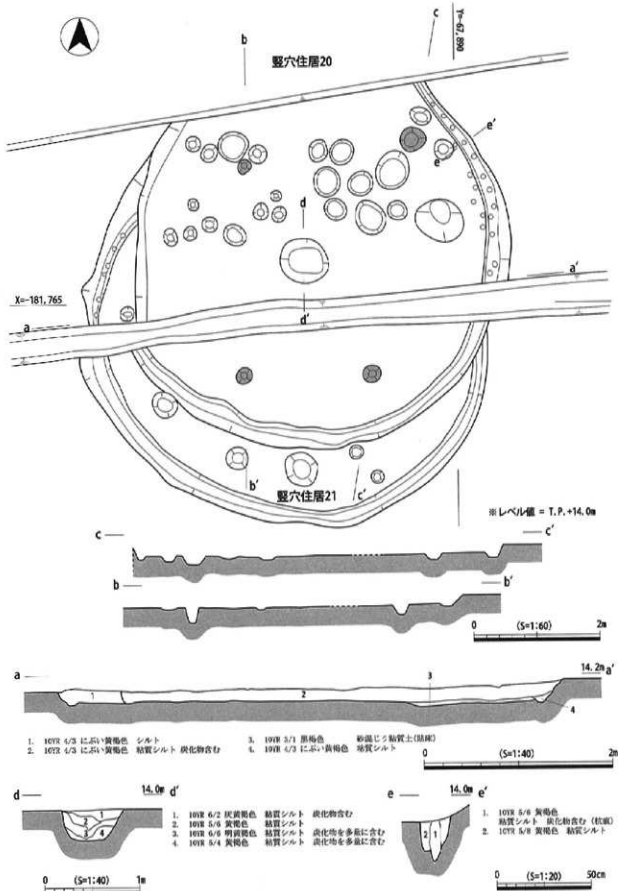 竪穴住居20
b
c
Y=-67,890
e'
e
d
a'
X=-181,765
a
d'
b'
竪穴住居21
c'
※レベル値 = T.P.+14.0m
c
c'
b
b'
0 (S=1:60) 2m
a
3
14.2m a'
1
2
4
1. 10YR 4/3 にぶい黄褐色 シルト
2. 10YR 4/3 にぶい黄褐色 粘質シルト 炭化物含む
3. 10YR 3/1 黒褐色 砂混じり粘質土(貼床)
4. 10YR 4/3 にぶい黄褐色 粘質シルト
0 (S=1:40) 2m
d
14.0m d'
1
2
3
4
1. 10YR 6/2 灰黄褐色 粘質シルト 炭化物含む
2. 10YR 5/6 黄褐色 粘質シルト
3. 10YR 6/6 明黄褐色 粘質シルト 炭化物を多量に含む
4. 10YR 5/4 黄褐色 粘質シルト 炭化物を多量に含む
0 (S=1:40) 1m
e
14.0m e'
2
1
1. 10YR 5/6 黄褐色
粘質シルト 炭化物含む (杭痕)
2. 10YR 5/8 黄褐色 粘質シルト
0 (S=1:20) 50cm